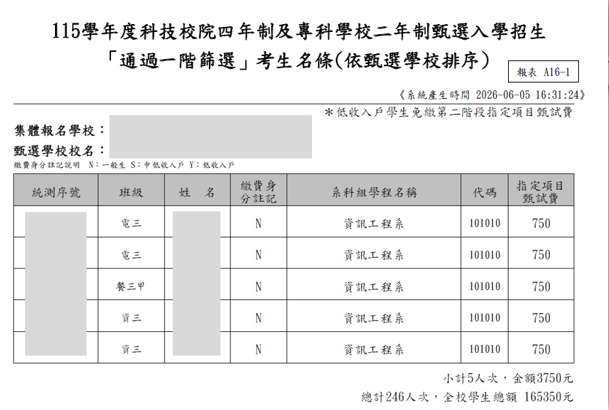 115學年度科技校院四年制及專科學校二年制甄選入學招生
「通過一階篩選」考生名條(依甄選學校排序)
報表 A16-1
《系統產生時間 2026-06-05 16:31:24》
*低收入戶學生免繳第二階段指定項目甄試費
集體報名學校：
甄選學校校名：
繳費身分註記說明 N：一般生 S：中低收入戶 Y：低收入戶
統測序號 班級 姓 名 繳費身分註記 系科組學程名稱 代碼 指定項目甄試費
電三 N 資訊工程系 101010 750
電三 N 資訊工程系 101010 750
餐三甲 N 資訊工程系 101010 750
資三 N 資訊工程系 101010 750
資三 N 資訊工程系 101010 750
小計5人次，金額3750元
總計246人次，全校學生總額 165350元